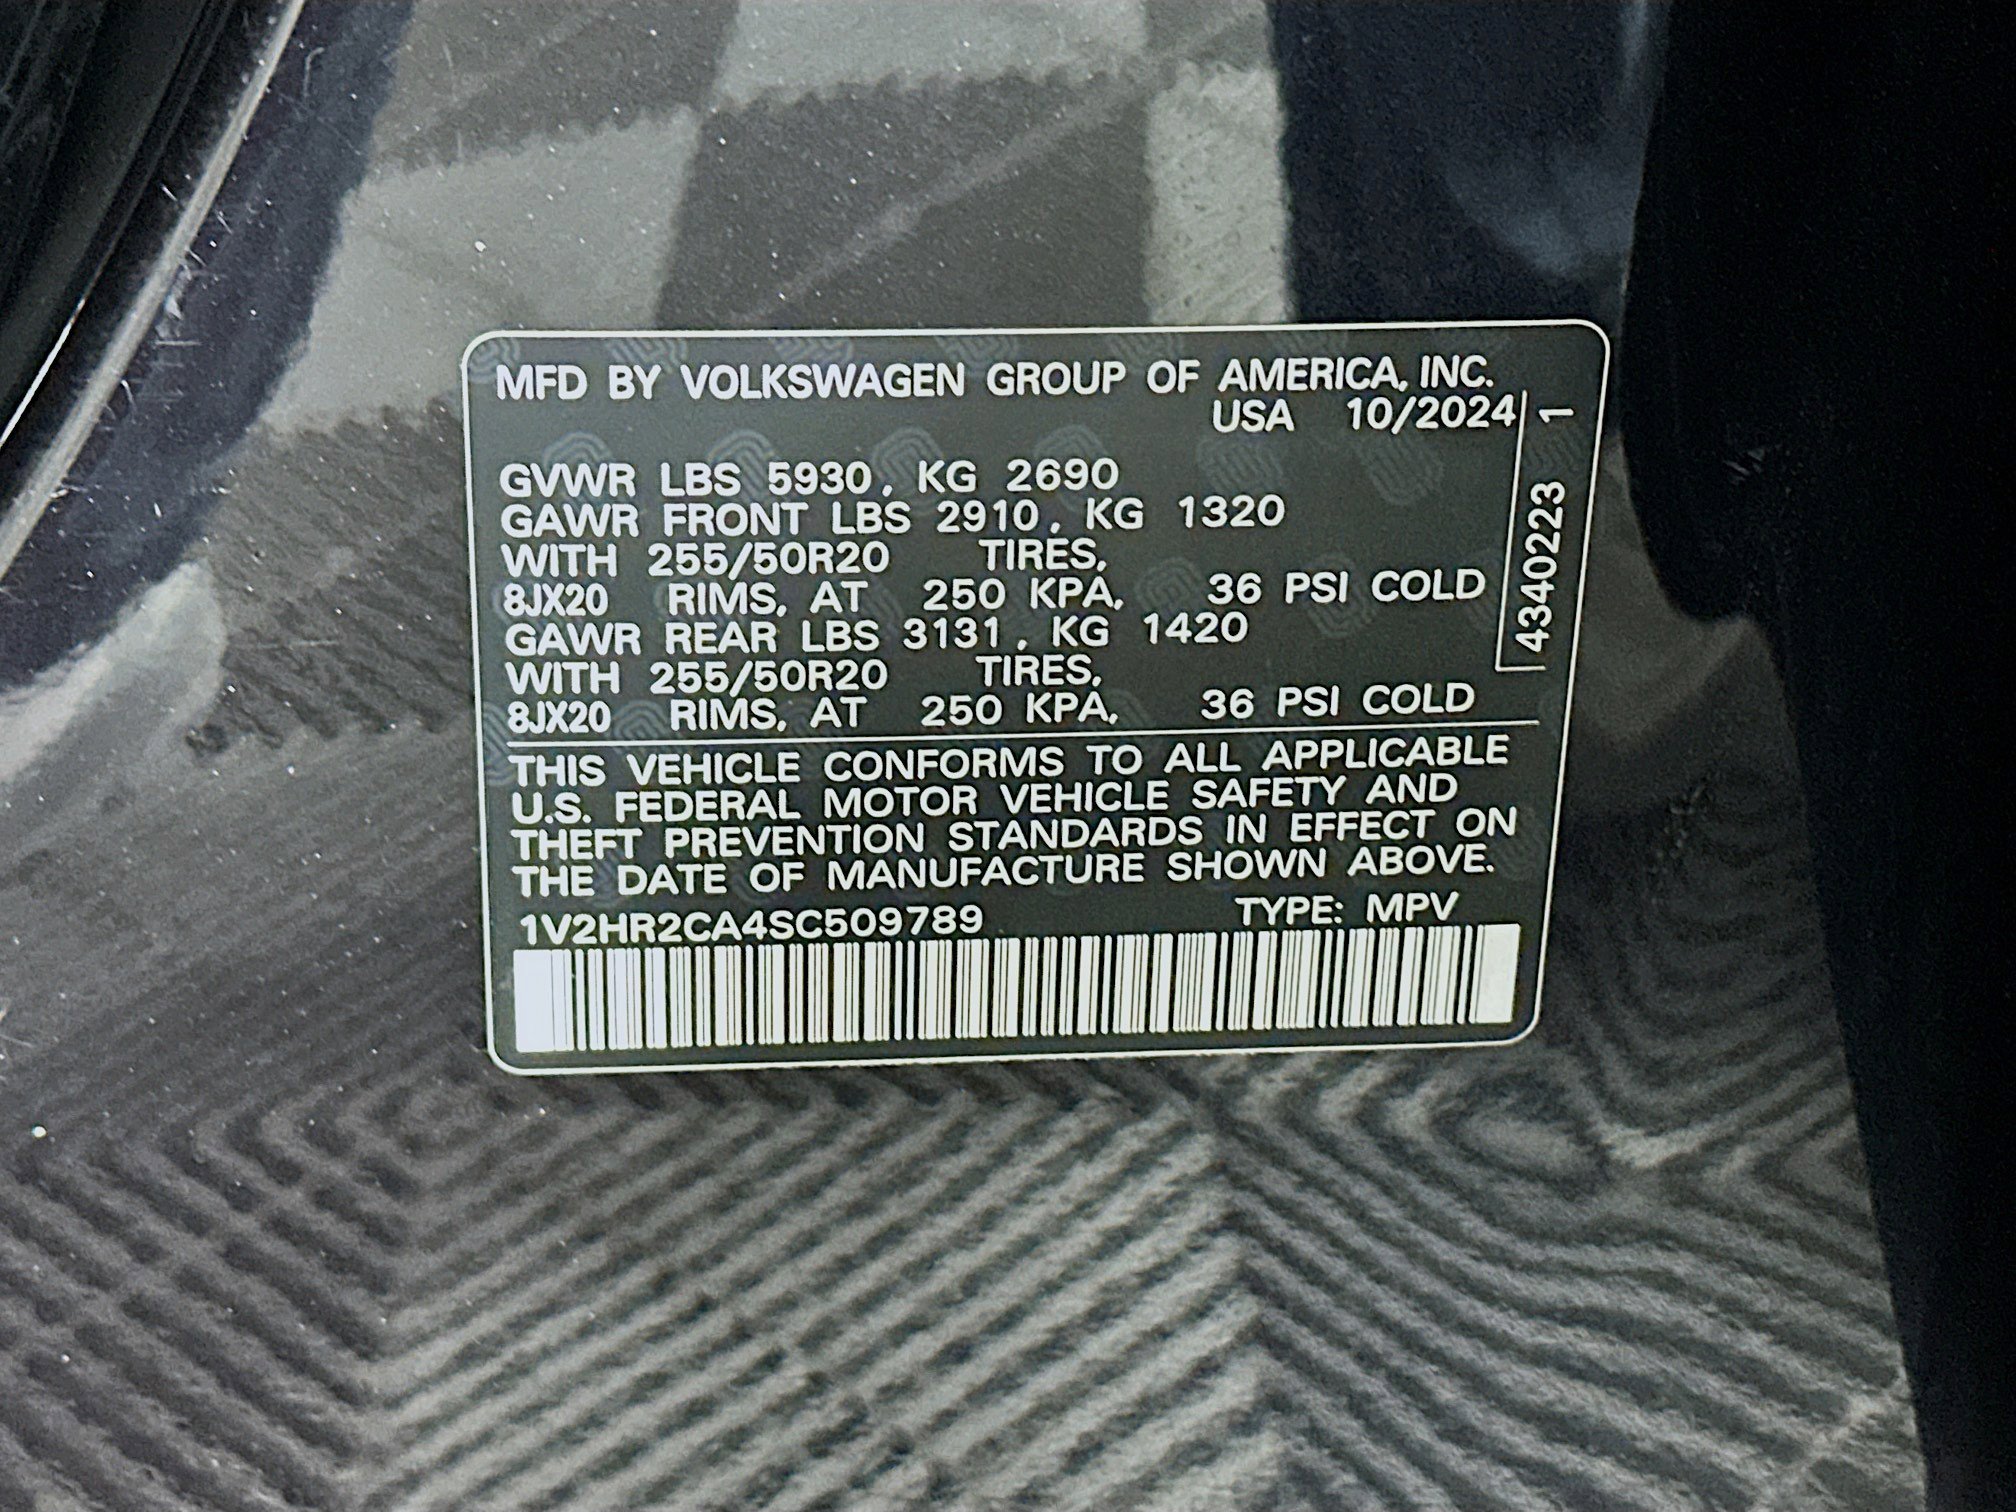 MFD BY VOLKSWAGEN GROUP OF AMERICA, INC.
USA 10/2024
GVWR LBS 5930, KG 2690
GAWR FRONT LBS 2910, KG 1320
WITH 255/50R20 TIRES,
8JX20 RIMS, AT 250 KPA, 36 PSI COLD
GAWR REAR LBS 3131, KG 1420
WITH 255/50R20 TIRES,
8JX20 RIMS, AT 250 KPA, 36 PSI COLD
4340223 1
THIS VEHICLE CONFORMS TO ALL APPLICABLE
U.S. FEDERAL MOTOR VEHICLE SAFETY AND
THEFT PREVENTION STANDARDS IN EFFECT ON
THE DATE OF MANUFACTURE SHOWN ABOVE.
1V2HR2CA4SC509789 TYPE: MPV